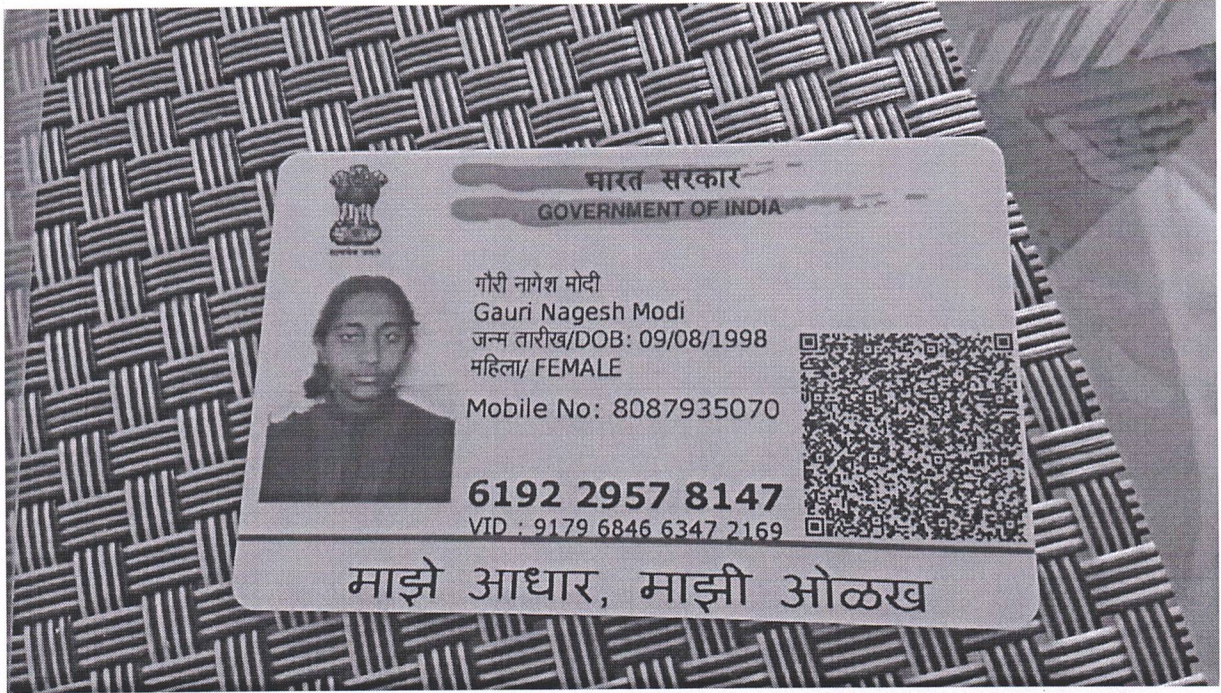 भारत सरकार
GOVERNMENT OF INDIA
गौरी नागेश मोदी
Gauri Nagesh Modi
जन्म तारीख/DOB: 09/08/1998
महिला/ FEMALE
Mobile No: 8087935070
6192 2957 8147
VID : 9179 6846 6347 2169
माझे आधार, माझी ओळख